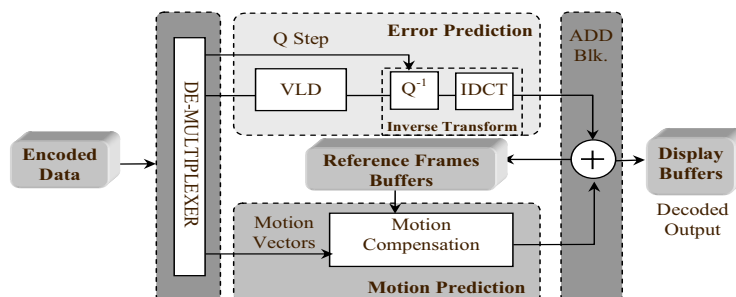 Q Step
Error Prediction
ADD
Blk.
DE-MULTIPLEXER
VLD
Q-1
IDCT
Inverse Transform
Encoded
Data
Reference Frames
Buffers
+
Display
Buffers
Decoded
Output
Motion
Vectors
Motion
Compensation
Motion Prediction